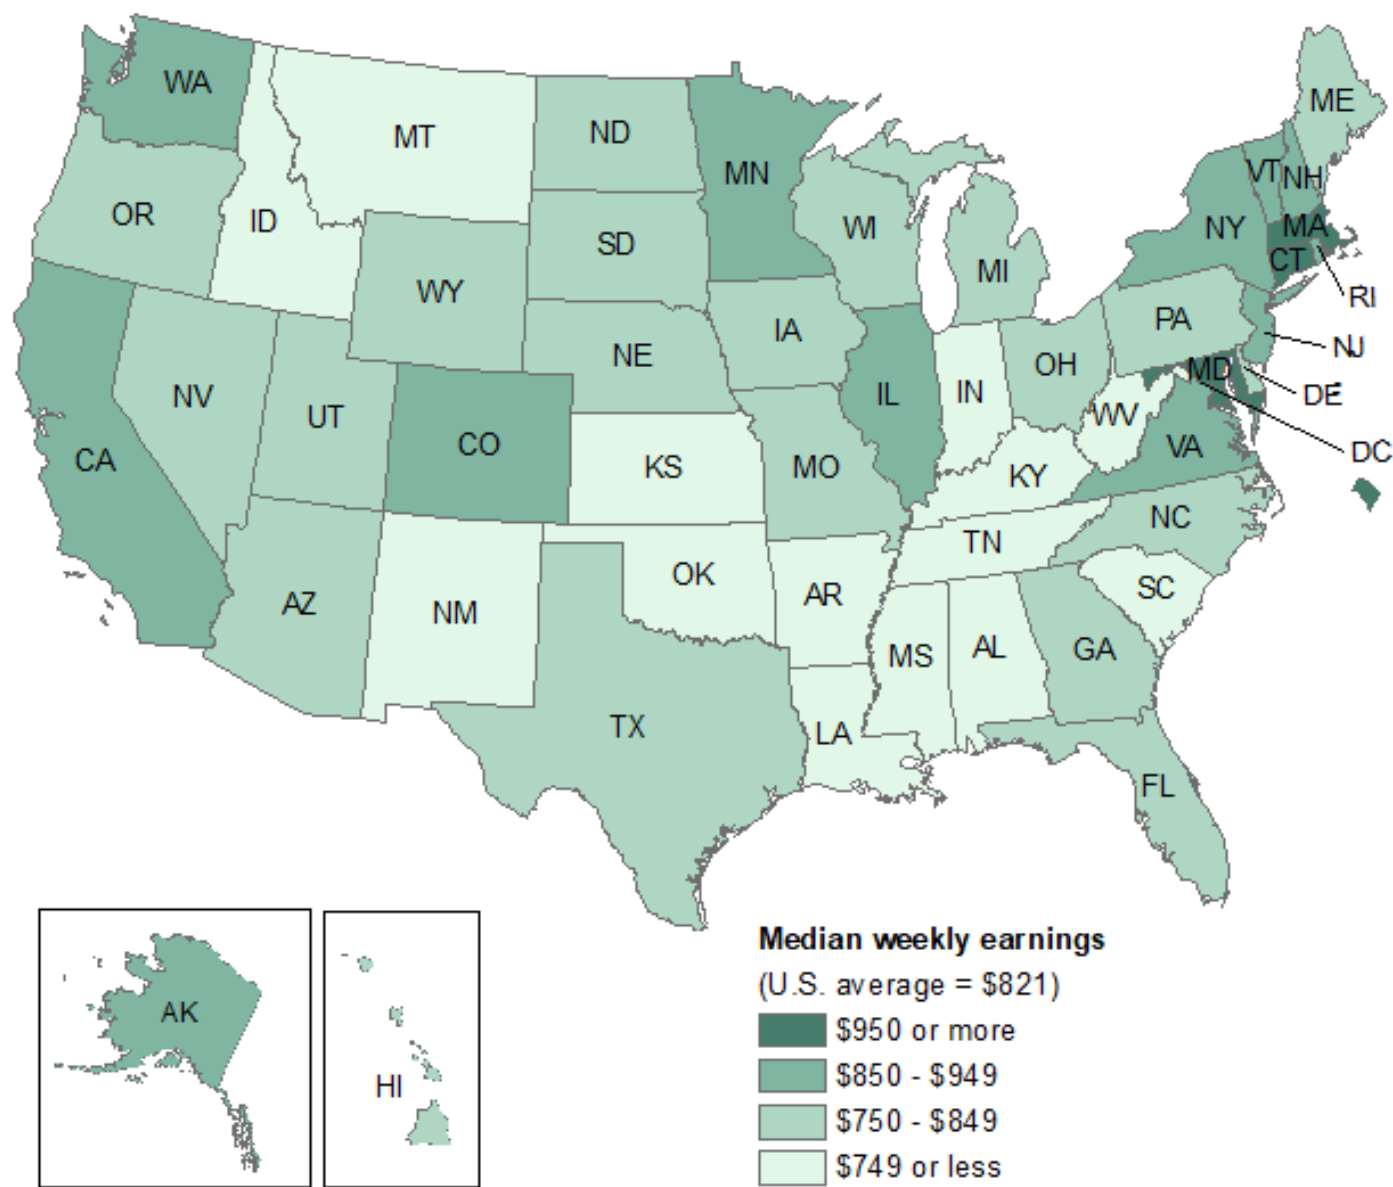 WA
MT
ND
MN
ME
VT
NH
OR
ID
SD
WI
NY
MA
CT
MI
WY
RI
IA
PA
NE
NJ
OH
MD
NV
UT
IL
IN
DE
WV
CO
CA
KS
MO
KY
VA
DC
NC
TN
OK
AR
SC
AZ
NM
MS
AL
GA
TX
LA
FL
AK
HI
Median weekly earnings
(U.S. average = $821)
$950 or more
$850 - $949
$750 - $849
$749 or less